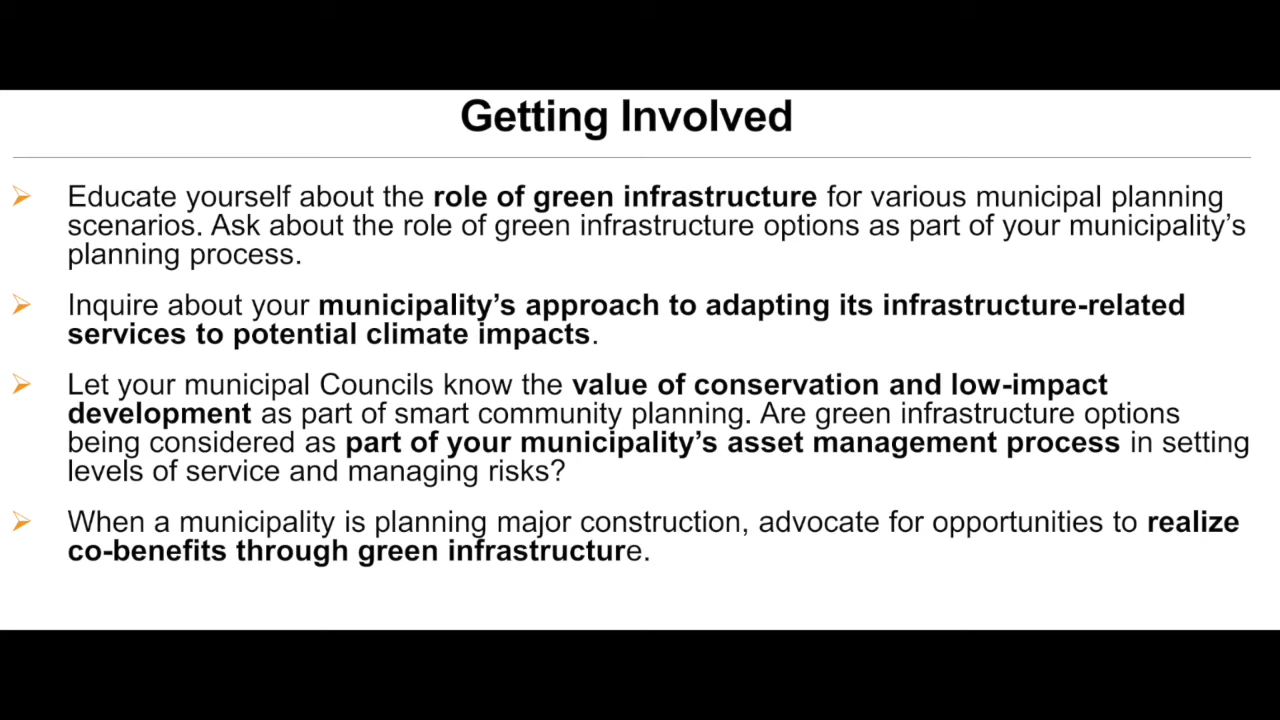 Getting Involved
Educate yourself about the role of green infrastructure for various municipal planning
scenarios. Ask about the role of green infrastructure options as part of your municipality’s
planning process.
Inquire about your municipality’s approach to adapting its infrastructure-related
services to potential climate impacts.
Let your municipal Councils know the value of conservation and low-impact
development as part of smart community planning. Are green infrastructure options
being considered as part of your municipality’s asset management process in setting
levels of service and managing risks?
When a municipality is planning major construction, advocate for opportunities to realize
co-benefits through green infrastructure.